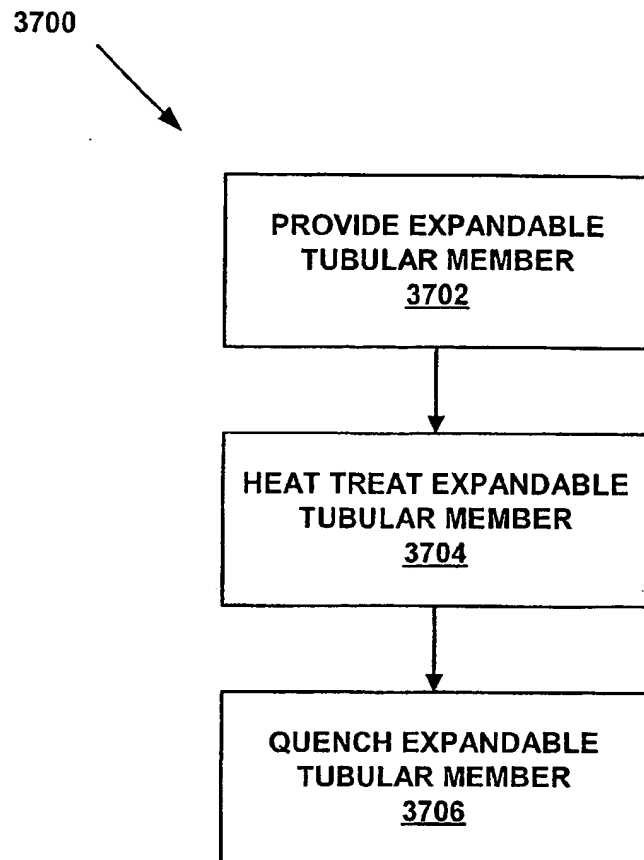 3700
PROVIDE EXPANDABLE
TUBULAR MEMBER
3702
HEAT TREAT EXPANDABLE
TUBULAR MEMBER
3704
QUENCH EXPANDABLE
TUBULAR MEMBER
3706